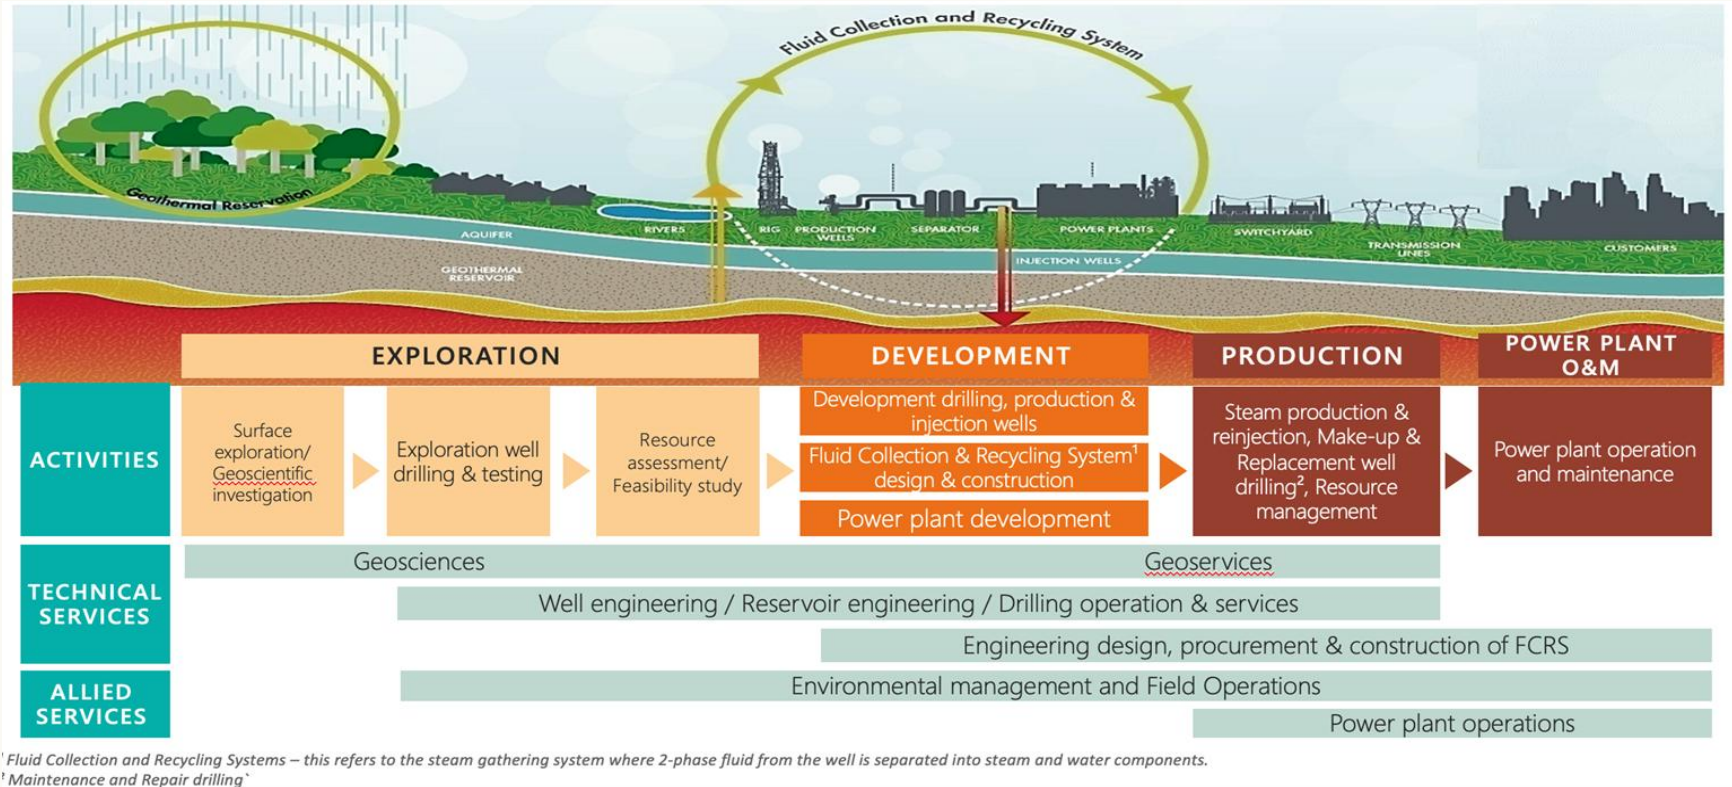 Fluid Collection and Recycling System
Geothermal Reservation
AQUIFER
GEOTHERMAL
RESERVOIR
RIVERS
RIG
PRODUCTION
WELLS
SEPARATOR
INJECTION WELLS
POWER PLANTS
SWITCHYARD
TRANSMISSION
LINES
CUSTOMERS
EXPLORATION
DEVELOPMENT
PRODUCTION
POWER PLANT
O&M
ACTIVITIES
Surface
exploration/
Geoscientific
investigation
Exploration well
drilling & testing
Resource
assessment/
Feasibility study
Development drilling, production &
injection wells
Fluid Collection & Recycling System¹
design & construction
Power plant development
Steam production &
reinjection, Make-up &
Replacement well
drilling², Resource
management
Power plant operation
and maintenance
TECHNICAL
SERVICES
Geosciences
Geoservices
Well engineering / Reservoir engineering / Drilling operation & services
Engineering design, procurement & construction of FCRS
ALLIED
SERVICES
Environmental management and Field Operations
Power plant operations
¹ Fluid Collection and Recycling Systems – this refers to the steam gathering system where 2-phase fluid from the well is separated into steam and water components.
² Maintenance and Repair drilling`